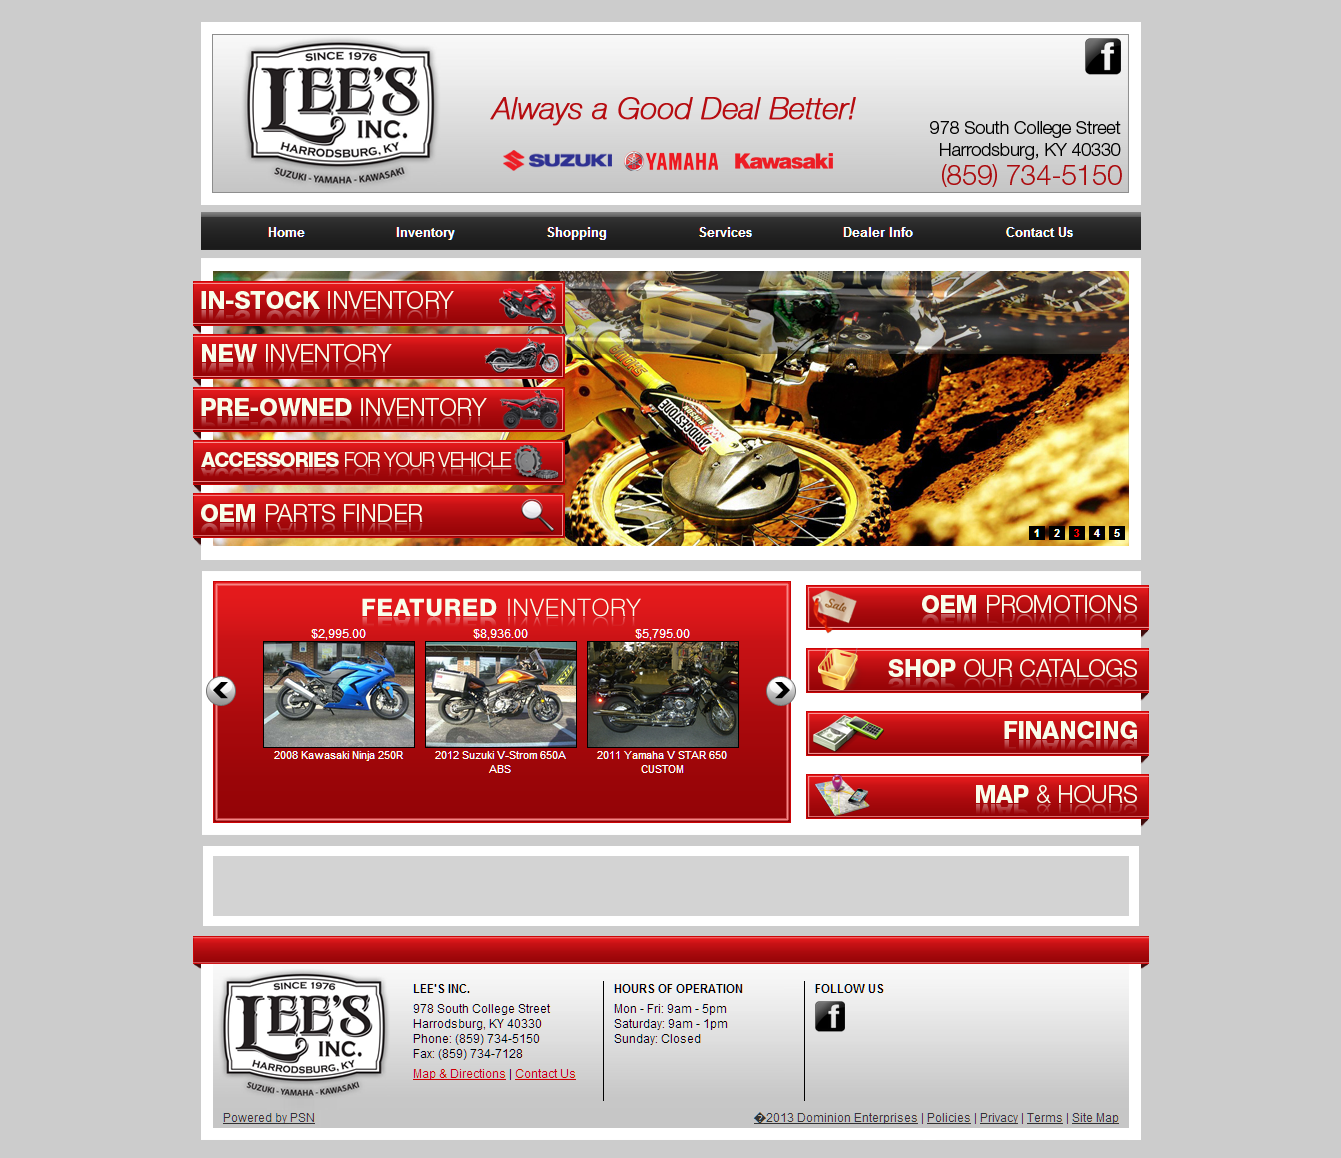 SINCE 1976
LEE'S
INC.
HARRODSBURG, KY
SUZUKI - YAMAHA - KAWASAKI
Always a Good Deal Better!
SUZUKI YAMAHA Kawasaki
f
978 South College Street
Harrodsburg, KY 40330
(859) 734-5150
Home Inventory Shopping Services Dealer Info Contact Us
IN-STOCK INVENTORY
NEW INVENTORY
PRE-OWNED INVENTORY
ACCESSORIES FOR YOUR VEHICLE
OEM PARTS FINDER
BRIDGESTONE
1 2 3 4 5
FEATURED INVENTORY
$2,995.00
2008 Kawasaki Ninja 250R
$8,936.00
2012 Suzuki V-Strom 650A
ABS
$5,795.00
2011 Yamaha V STAR 650
CUSTOM
Sale
OEM PROMOTIONS
SHOP OUR CATALOGS
FINANCING
MAP & HOURS
SINCE 1976
LEE'S
INC.
HARRODSBURG, KY
SUZUKI - YAMAHA - KAWASAKI
LEE'S INC.
978 South College Street
Harrodsburg, KY 40330
Phone: (859) 734-5150
Fax: (859) 734-7128
Map & Directions | Contact Us
HOURS OF OPERATION
Mon - Fri: 9am - 5pm
Saturday: 9am - 1pm
Sunday: Closed
FOLLOW US
f
Powered by PSN
�2013 Dominion Enterprises | Policies | Privacy | Terms | Site Map